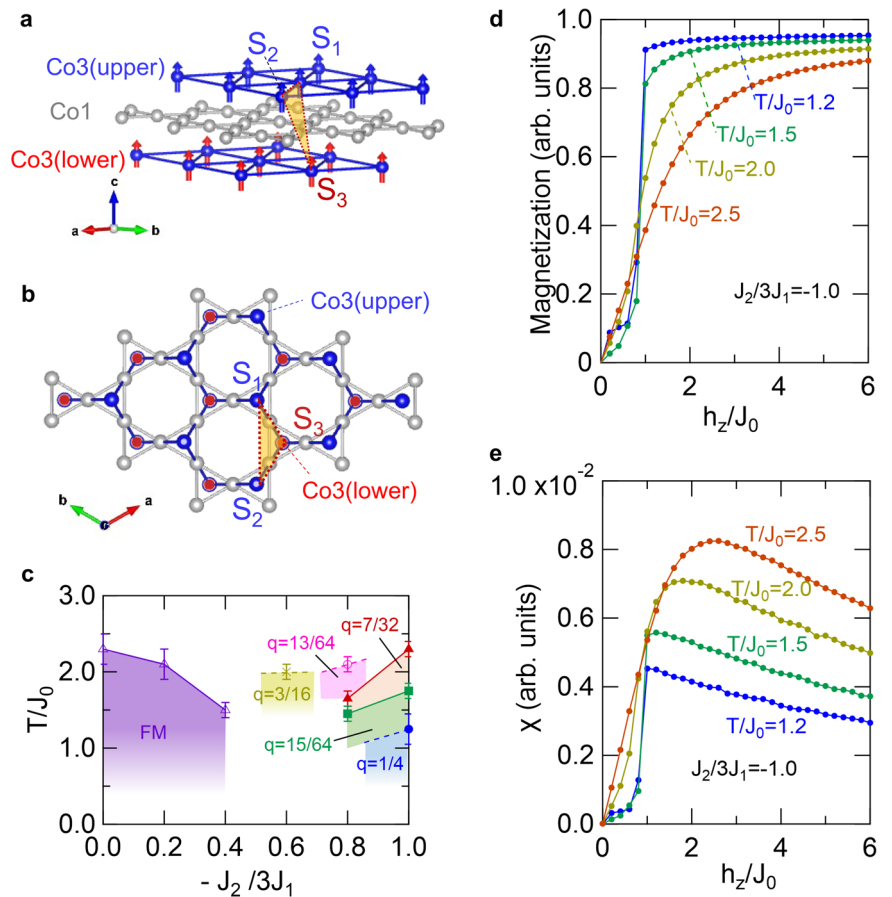 a
S₂
S₁
Co3(upper)
Co1
Co3(lower)
S₃
c
a
b
b
Co3(upper)
S₁
S₃
Co3(lower)
S₂
b
a
c
3.0
2.0
1.0
0.0
T/J₀
FM
q=3/16
q=13/64
q=7/32
q=15/64
q=1/4
0.0
0.2
0.4
0.6
0.8
1.0
- J₂ /3J₁
d
1.0
0.8
0.6
0.4
0.2
0
Magnetization (arb. units)
T/J₀=1.2
T/J₀=1.5
T/J₀=2.0
T/J₀=2.5
J₂/3J₁=-1.0
0
2
4
6
h_z/J₀
e
1.0 x10⁻²
0.8
0.6
0.4
0.2
0
χ (arb. units)
T/J₀=2.5
T/J₀=2.0
T/J₀=1.5
T/J₀=1.2
J₂/3J₁=-1.0
0
2
4
6
h_z/J₀